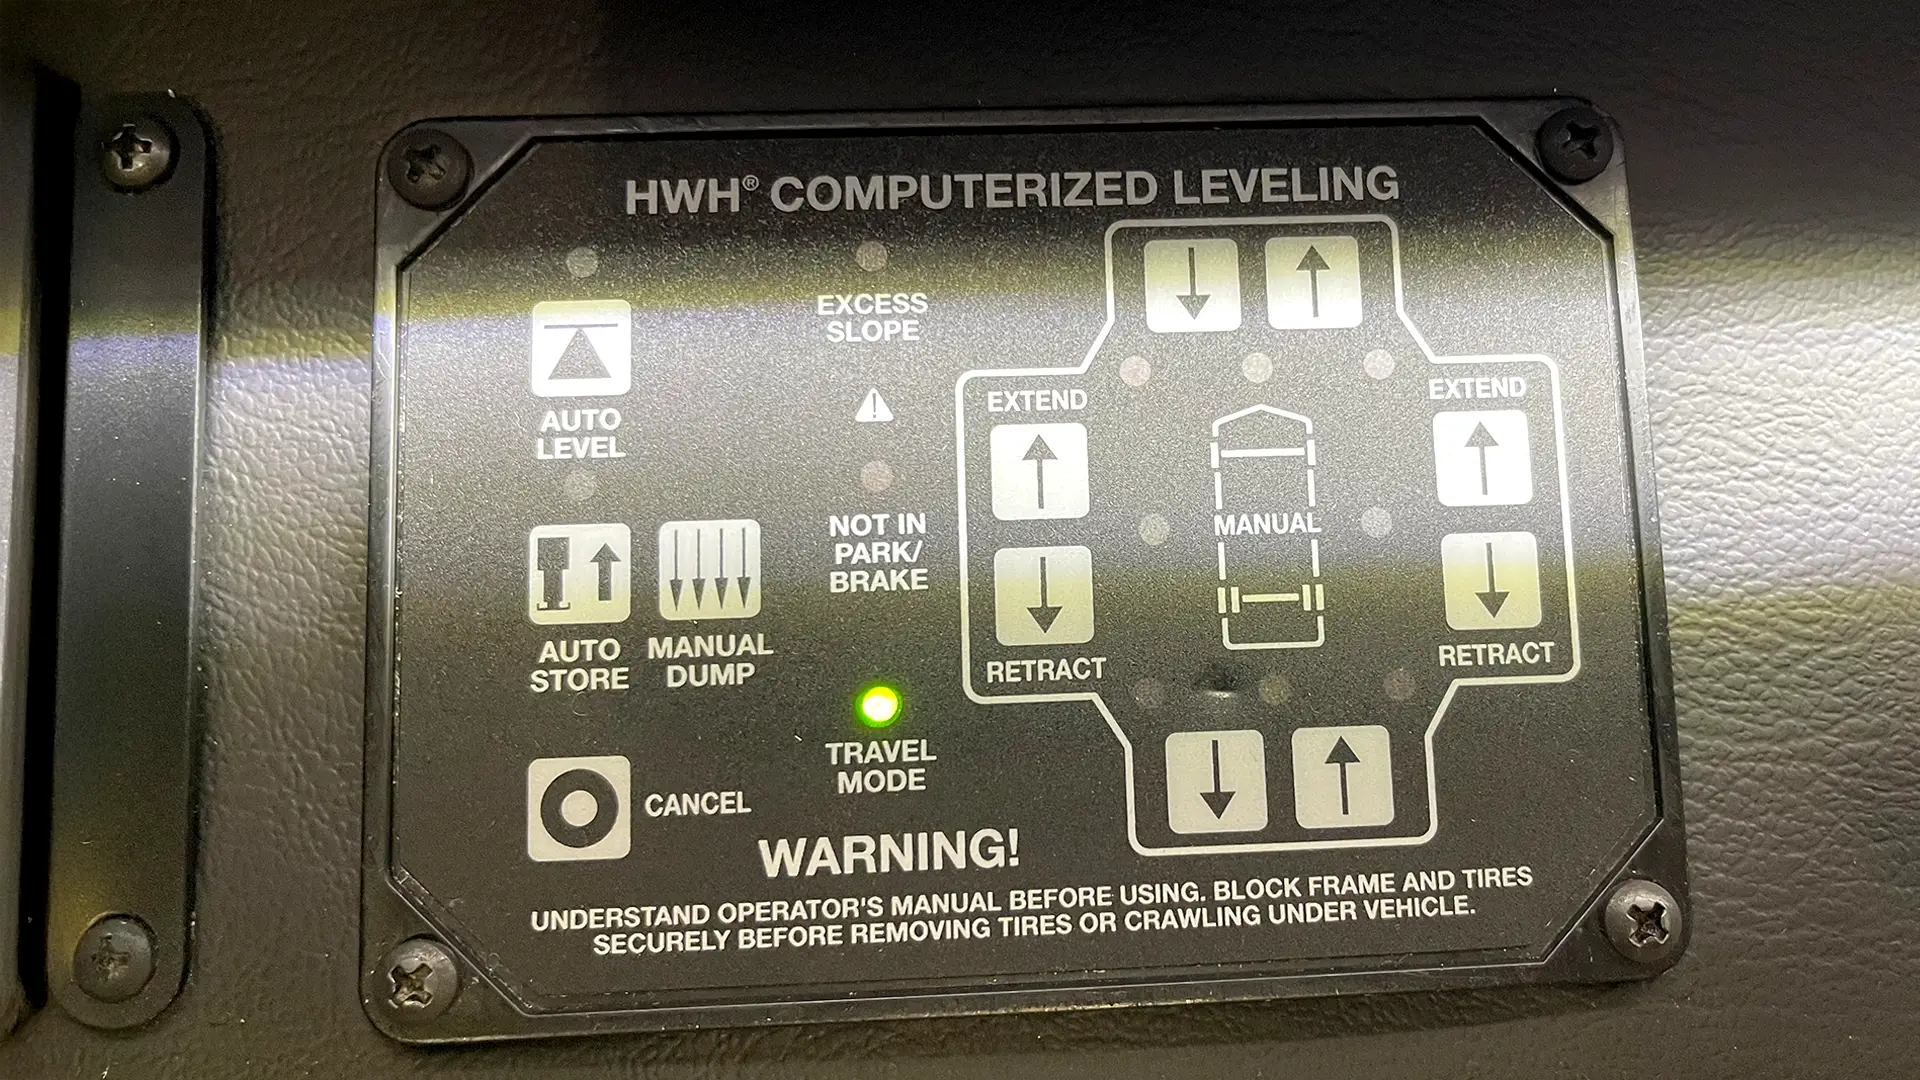 HWH® COMPUTERIZED LEVELING
EXCESS
SLOPE
AUTO
LEVEL
NOT IN
PARK/
BRAKE
AUTO
STORE
MANUAL
DUMP
TRAVEL
MODE
CANCEL
EXTEND
RETRACT
MANUAL
EXTEND
RETRACT
WARNING!
UNDERSTAND OPERATOR'S MANUAL BEFORE USING. BLOCK FRAME AND TIRES
SECURELY BEFORE REMOVING TIRES OR CRAWLING UNDER VEHICLE.